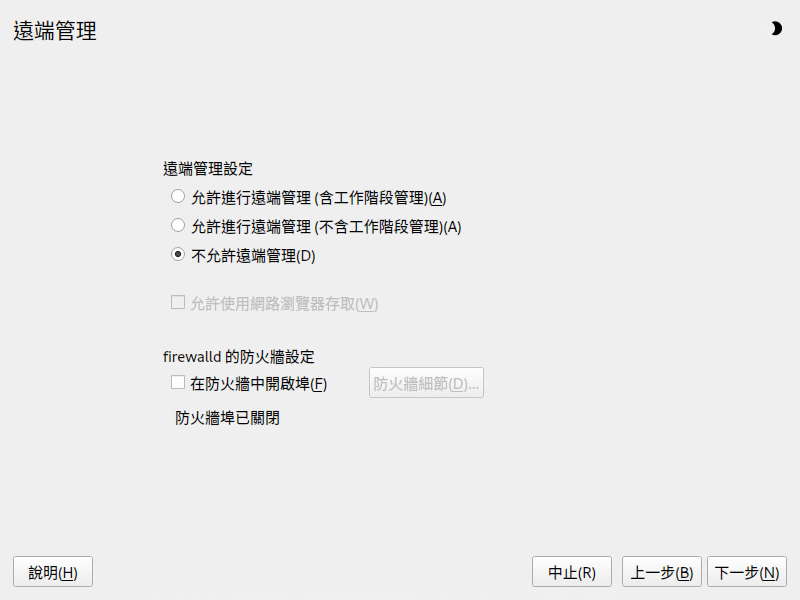 遠端管理
遠端管理設定
允許進行遠端管理 (含工作階段管理)(A)
允許進行遠端管理 (不含工作階段管理)(A)
不允許遠端管理(D)
允許使用網路瀏覽器存取(W)
firewalld 的防火牆設定
在防火牆中開啟埠(F) 防火牆細節(D)...
防火牆埠已關閉
說明(H) 中止(R) 上一步(B) 下一步(N)